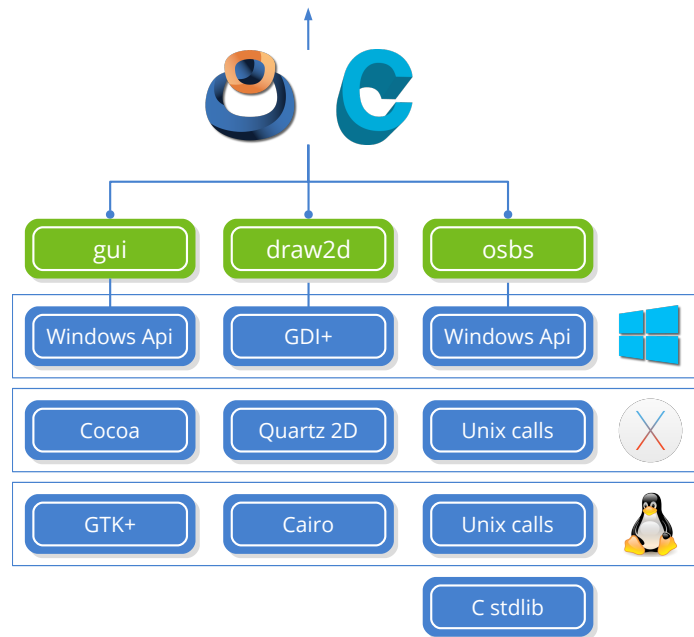 C
gui
draw2d
osbs
Windows Api
GDI+
Windows Api
Cocoa
Quartz 2D
Unix calls
GTK+
Cairo
Unix calls
C stdlib